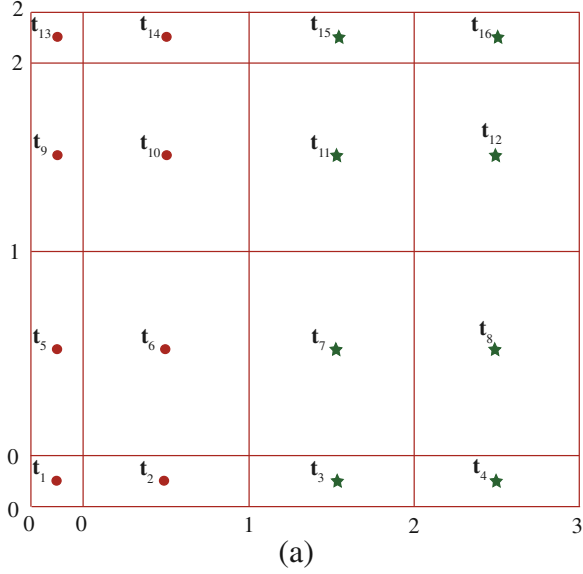 2
t₁₃ t₁₄ t₁₅ t₁₆
2
t₉ t₁₀ t₁₁ t₁₂
1
t₅ t₆ t₇ t₈
0
t₁ t₂ t₃ t₄
0
0 0 1 2 3
(a)